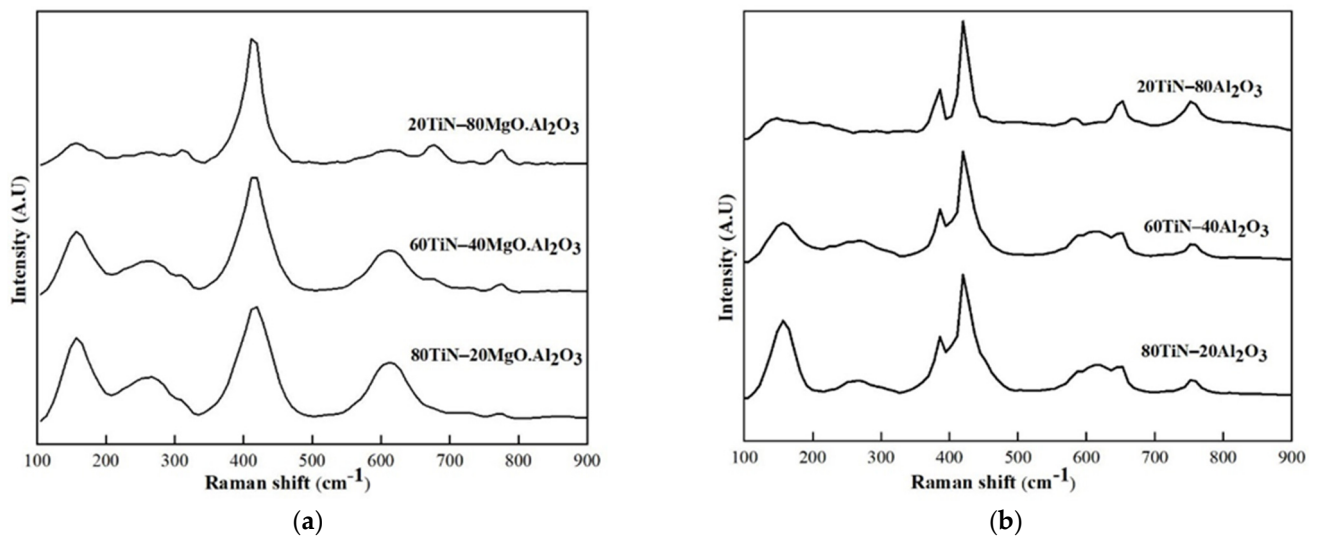 20TiN–80MgO.Al₂O₃
60TiN–40MgO.Al₂O₃
80TiN–20MgO.Al₂O₃
Intensity (A.U)
100 200 300 400 500 600 700 800 900
Raman shift (cm⁻¹)
(a)
20TiN–80Al₂O₃
60TiN–40Al₂O₃
80TiN–20Al₂O₃
Intensity (A.U)
100 200 300 400 500 600 700 800 900
Raman shift (cm⁻¹)
(b)